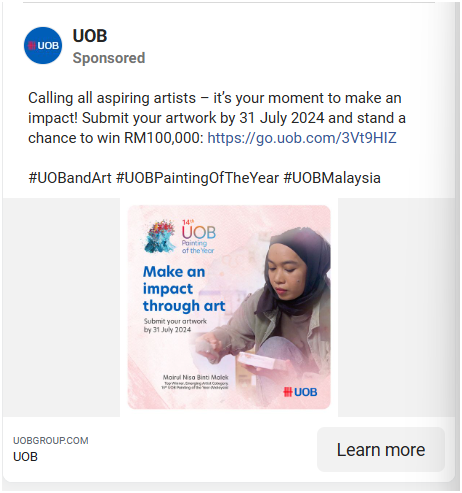 UOB
UOB
Sponsored
Calling all aspiring artists – it's your moment to make an
impact! Submit your artwork by 31 July 2024 and stand a
chance to win RM100,000: https://go.uob.com/3Vt9HIZ
#UOBandArt #UOBPaintingOfTheYear #UOBMalaysia
14th
UOB
Painting
of the Year
Make an
impact
through art
Submit your artwork
by 31 July 2024
Mairul Nisa Binti Malek
Top Winner, Emerging Artist Category,
UOB Painting of the Year (Malaysia)
UOB
UOBGROUP.COM
UOB
Learn more